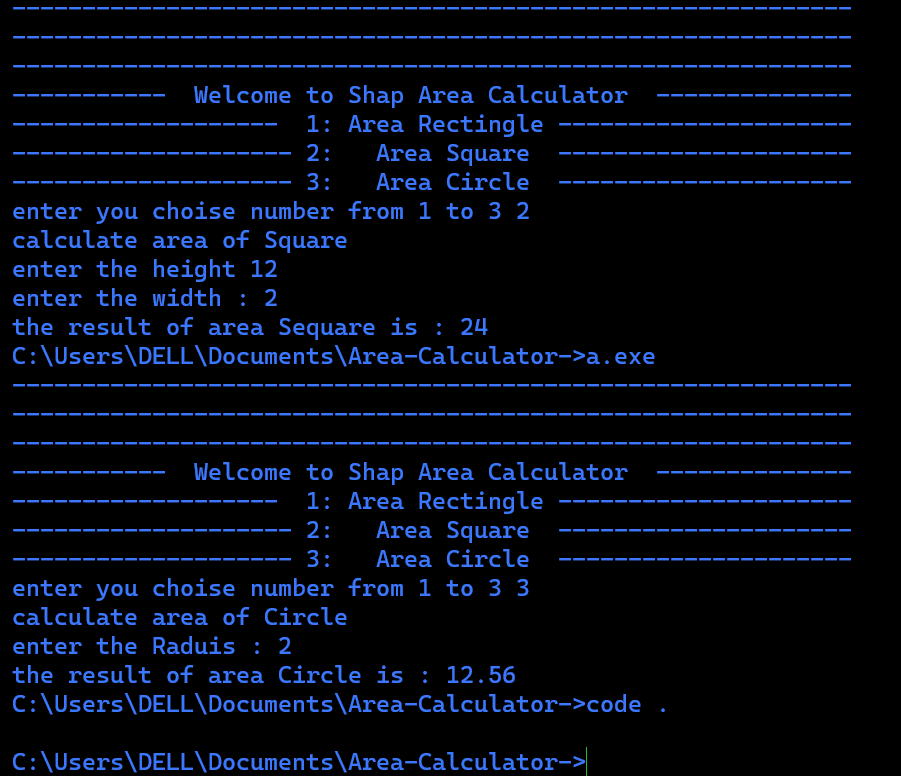 ------------------------------------------------------------
------------------------------------------------------------
------------------------------------------------------------
-----------  Welcome to Shap Area Calculator  --------------
-------------------  1: Area Rectingle ---------------------
-------------------- 2:   Area Square  ---------------------
-------------------- 3:   Area Circle  ---------------------
enter you choise number from 1 to 3 2
calculate area of Square
enter the height 12
enter the width : 2
the result of area Sequare is : 24
C:\Users\DELL\Documents\Area-Calculator->a.exe
------------------------------------------------------------
------------------------------------------------------------
------------------------------------------------------------
-----------  Welcome to Shap Area Calculator  --------------
-------------------  1: Area Rectingle ---------------------
-------------------- 2:   Area Square  ---------------------
-------------------- 3:   Area Circle  ---------------------
enter you choise number from 1 to 3 3
calculate area of Circle
enter the Raduis : 2
the result of area Circle is : 12.56
C:\Users\DELL\Documents\Area-Calculator->code .
C:\Users\DELL\Documents\Area-Calculator->